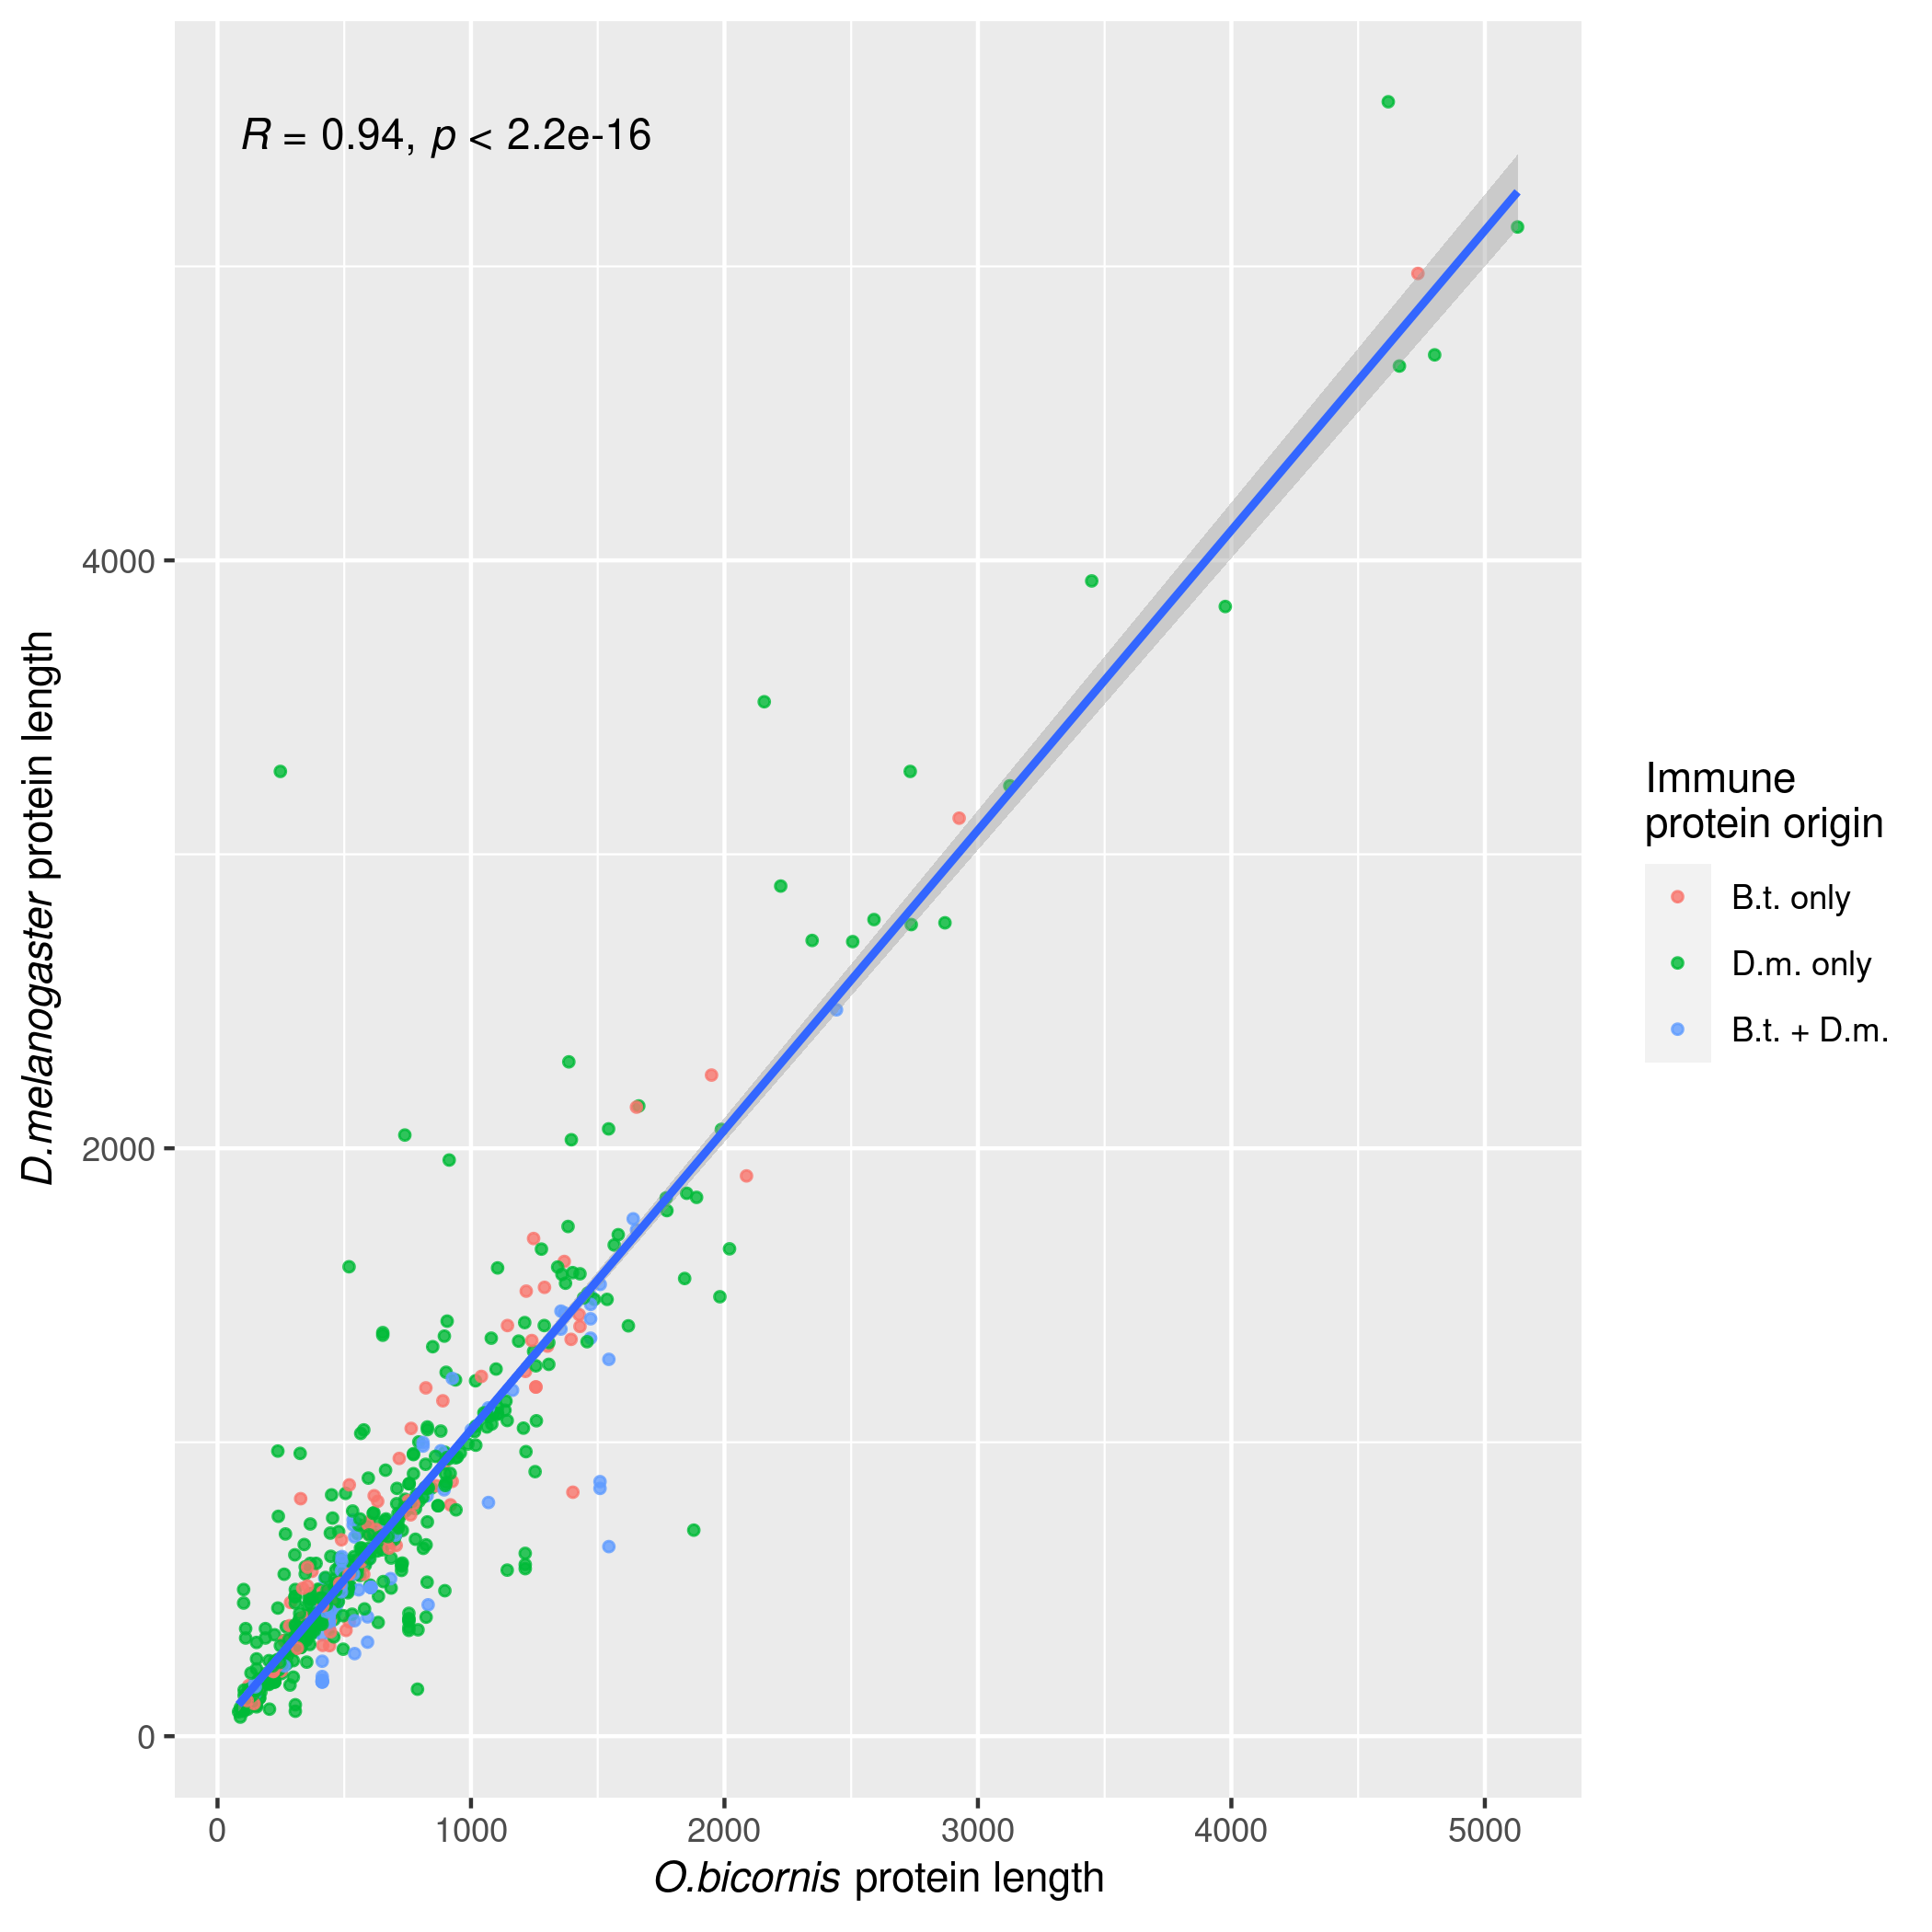 R = 0.94, p < 2.2e-16
4000
2000
0
D.melanogaster protein length
0 1000 2000 3000 4000 5000
O.bicornis protein length
Immune
protein origin
B.t. only
D.m. only
B.t. + D.m.